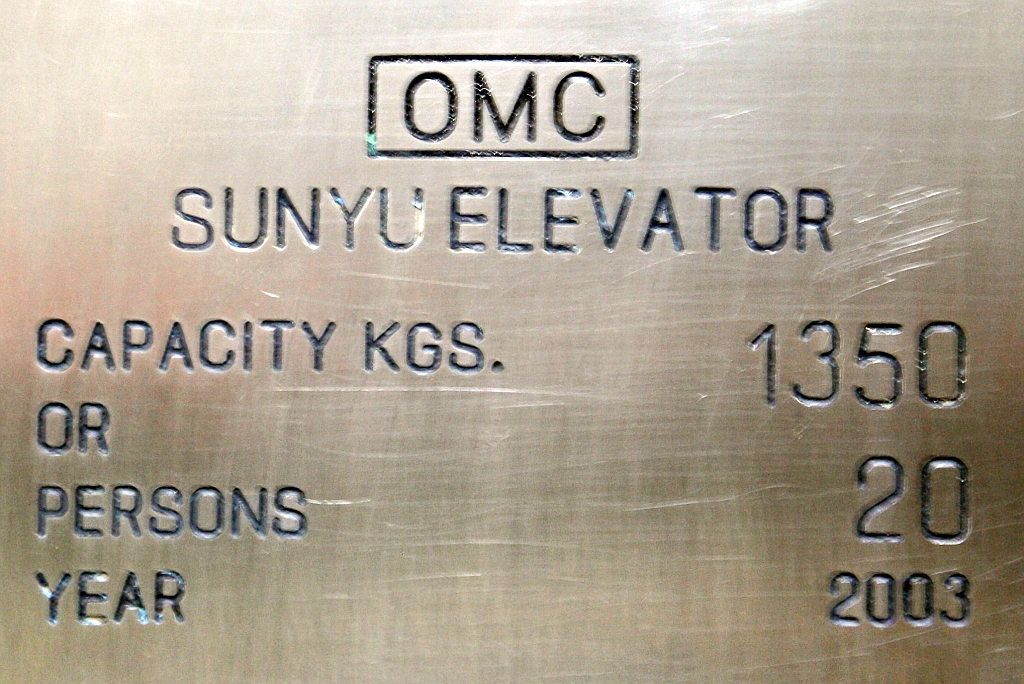 OMC
SUNYU ELEVATOR
CAPACITY KGS. 1350
OR
PERSONS 20
YEAR 2003